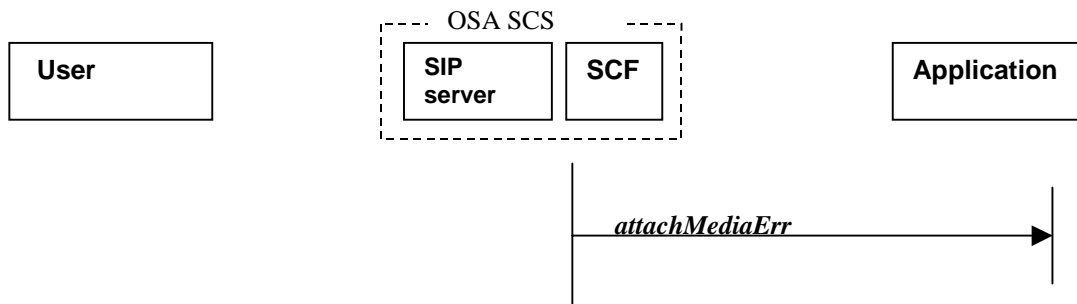 OSA SCS
User
SIP
server
SCF
Application
attachMediaErr